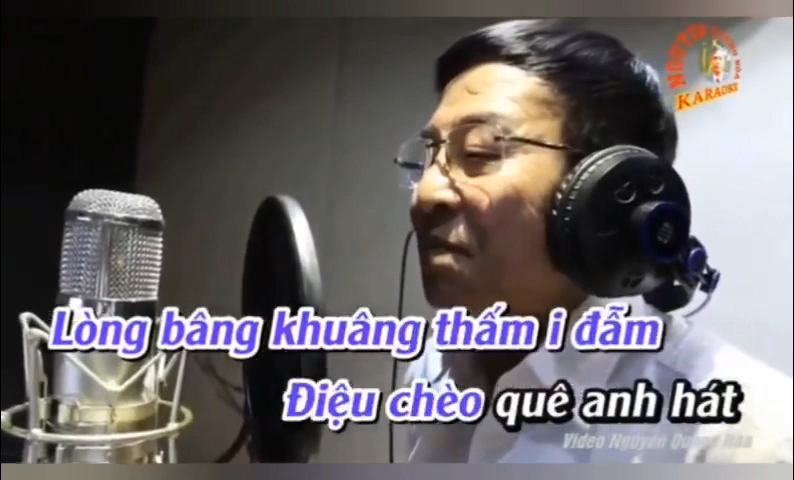 KARAOKE
Lòng bâng khuâng thấm i đẫm
Điệu chèo quê anh hát
Video Nguyễn Quang